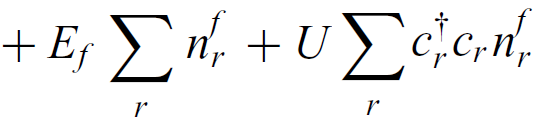 $+ E_f \sum_r n_r^f + U \sum_r c_r^\dagger c_r n_r^f$